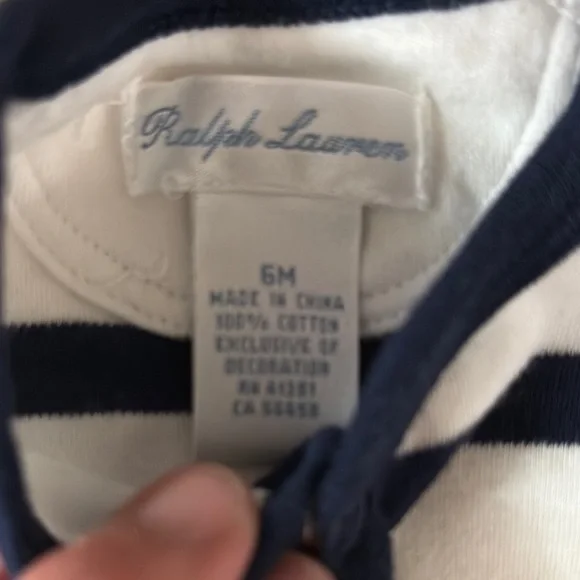 Ralph Lauren
6M
MADE IN CHINA
100% COTTON
EXCLUSIVE OF
DECORATION
RN 41381
CA 56658